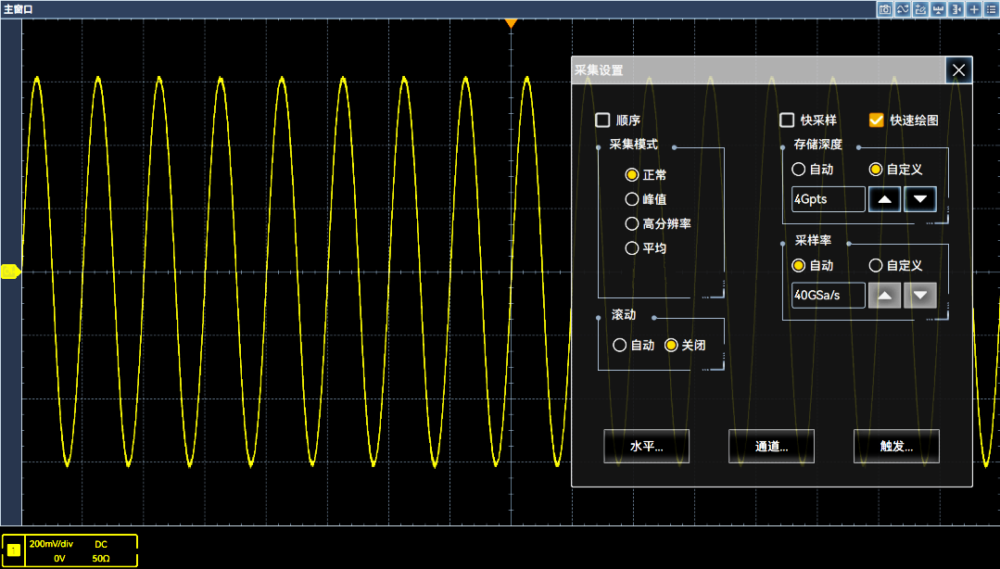 主窗口
采集设置
顺序
快采样
快速绘图
采集模式
正常
峰值
高分辨率
平均
存储深度
自动
自定义
4Gpts
采样率
自动
自定义
40GSa/s
滚动
自动
关闭
水平...
通道...
触发...
1
200mV/div
DC
0V
50Ω